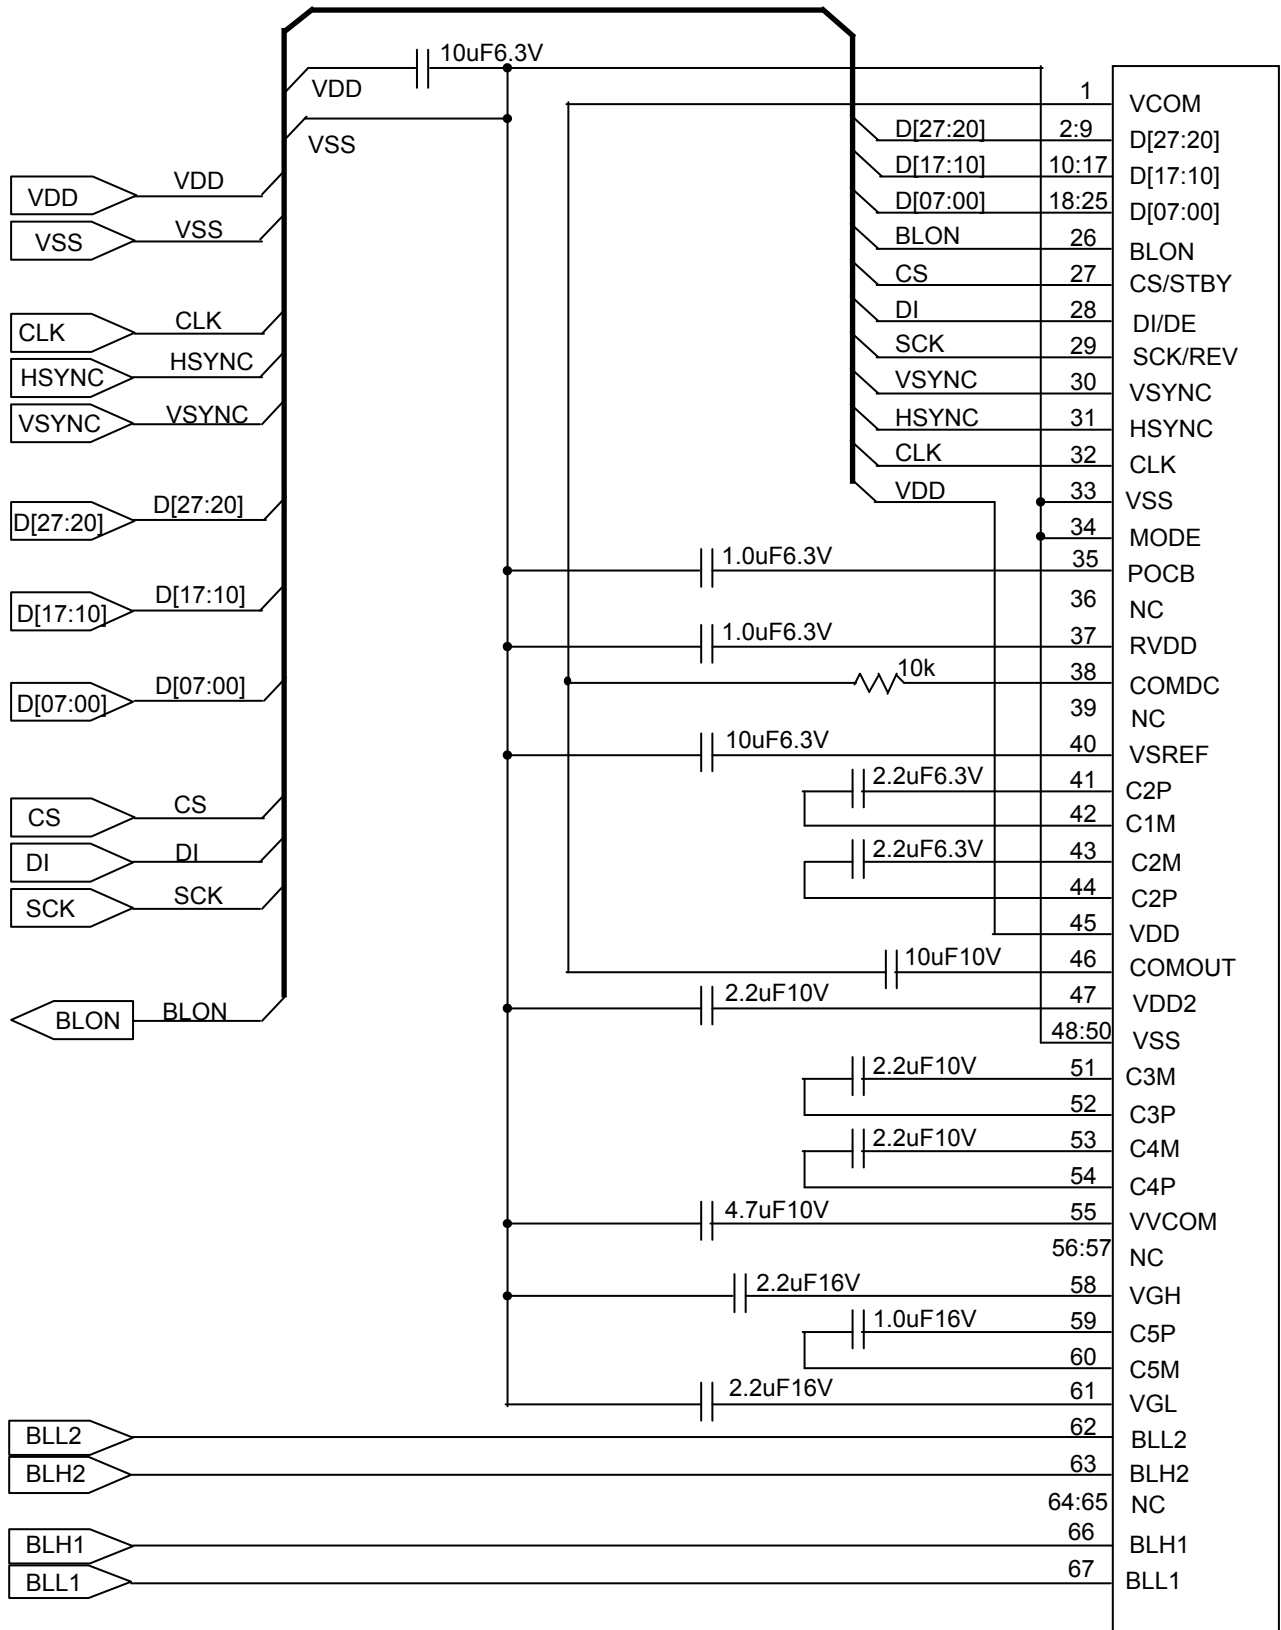 10uF6.3V
VDD
VSS
VDD VDD
VSS VSS
CLK CLK
HSYNC HSYNC
VSYNC VSYNC
D[27:20] D[27:20]
D[17:10] D[17:10]
D[07:00] D[07:00]
CS CS
DI DI
SCK SCK
BLON BLON
1 VCOM
D[27:20] 2:9 D[27:20]
D[17:10] 10:17 D[17:10]
D[07:00] 18:25 D[07:00]
BLON 26 BLON
CS 27 CS/STBY
DI 28 DI/DE
SCK 29 SCK/REV
VSYNC 30 VSYNC
HSYNC 31 HSYNC
CLK 32 CLK
VDD 33 VSS
34 MODE
1.0uF6.3V 35 POCB
36 NC
1.0uF6.3V 37 RVDD
10k 38 COMDC
39 NC
10uF6.3V 40 VSREF
2.2uF6.3V 41 C2P
42 C1M
2.2uF6.3V 43 C2M
44 C2P
45 VDD
10uF10V 46 COMOUT
2.2uF10V 47 VDD2
48:50 VSS
2.2uF10V 51 C3M
52 C3P
2.2uF10V 53 C4M
54 C4P
4.7uF10V 55 VVCOM
56:57 NC
2.2uF16V 58 VGH
1.0uF16V 59 C5P
60 C5M
2.2uF16V 61 VGL
BLL2 62 BLL2
BLH2 63 BLH2
64:65 NC
BLH1 66 BLH1
BLL1 67 BLL1